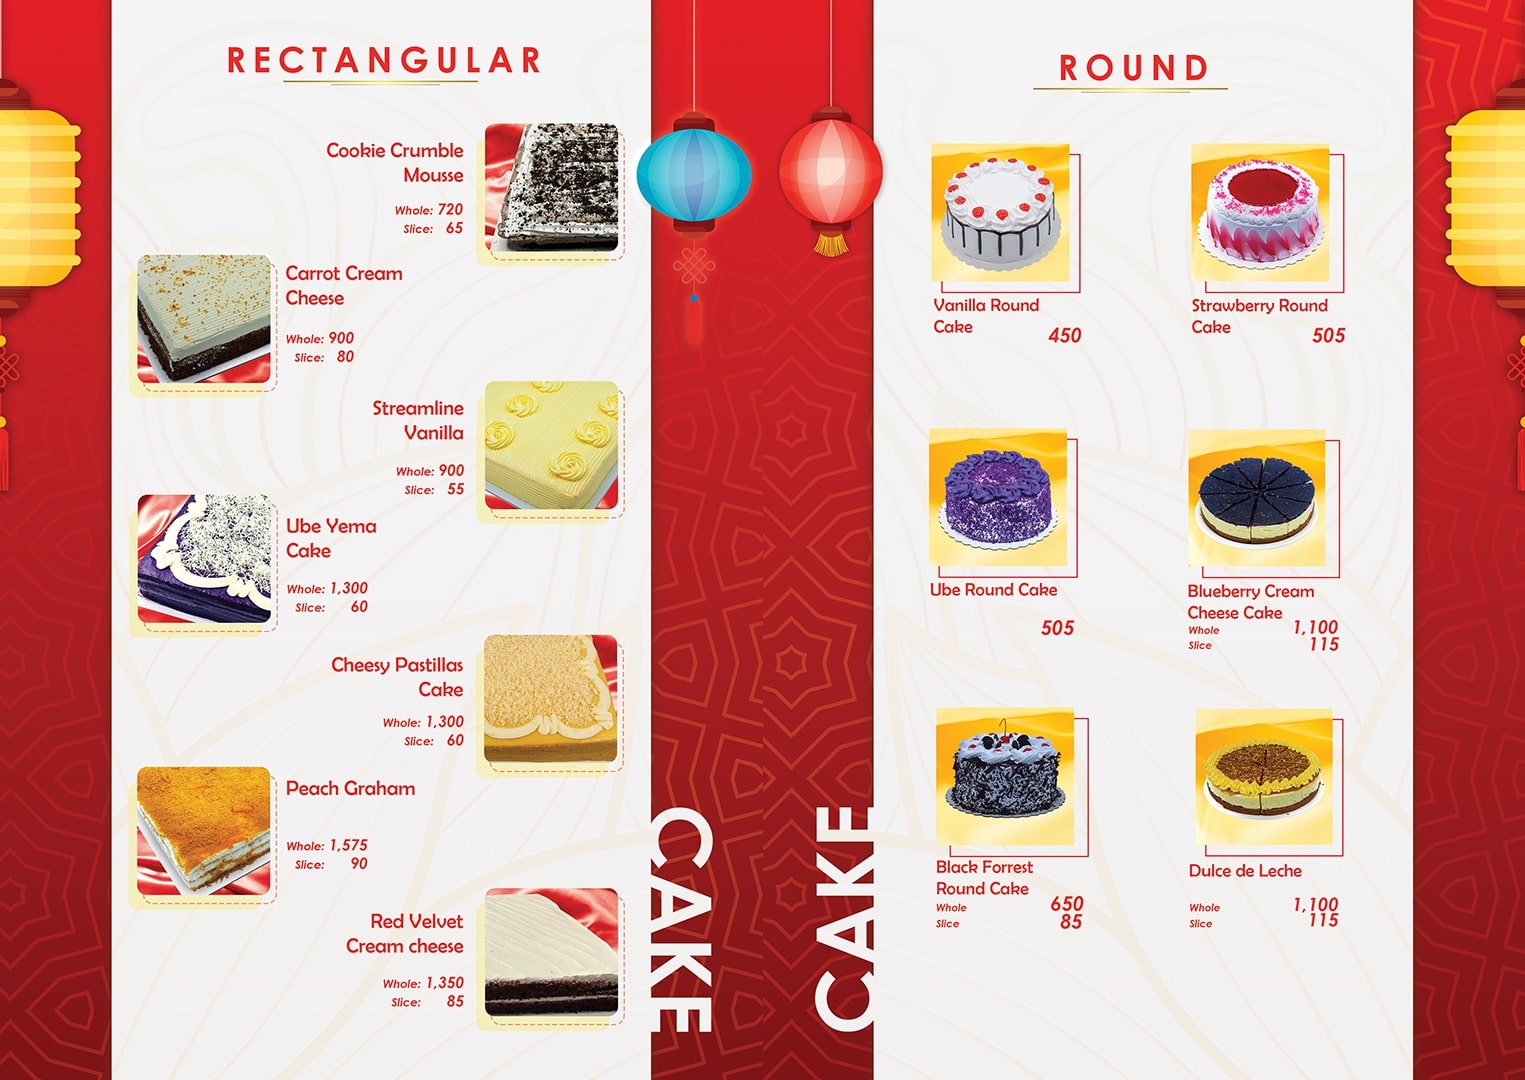 RECTANGULAR
Cookie Crumble
Mousse
Whole: 720
Slice: 65
Carrot Cream
Cheese
Whole: 900
Slice: 80
Streamline
Vanilla
Whole: 900
Slice: 55
Ube Yema
Cake
Whole: 1,300
Slice: 60
Cheesy Pastillas
Cake
Whole: 1,300
Slice: 60
Peach Graham
Whole: 1,575
Slice: 90
Red Velvet
Cream cheese
Whole: 1,350
Slice: 85
CAKE
CAKE
ROUND
Vanilla Round
Cake
450
Strawberry Round
Cake
505
Ube Round Cake
505
Blueberry Cream
Cheese Cake
Whole 1,100
Slice 115
Black Forrest
Round Cake
Whole 650
Slice 85
Dulce de Leche
Whole 1,100
Slice 115